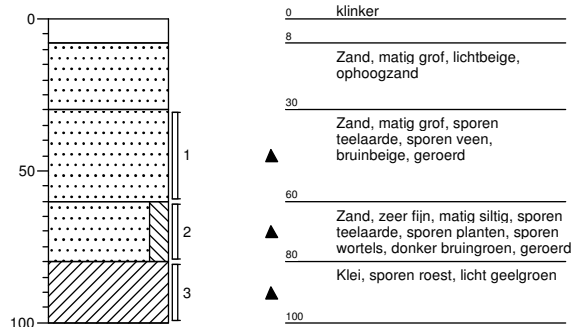 0
50
100
1
2
3
0
klinker
8
Zand, matig grof, lichtbeige,
ophoogzand
30
Zand, matig grof, sporen
teelaarde, sporen veen,
bruinbeige, geroerd
60
Zand, zeer fijn, matig siltig, sporen
teelaarde, sporen planten, sporen
wortels, donker bruingroen, geroerd
80
Klei, sporen roest, licht geelgroen
100